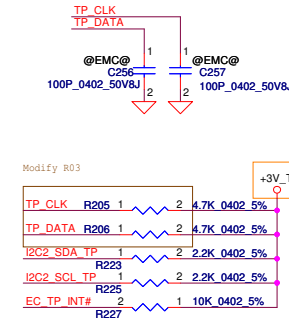 TP_CLK
TP_DATA
1 1
@EMC@ @EMC@
C256 C257
100P_0402_50V8J 100P_0402_50V8J
2 2
Modify R03
+3V_T
TP_CLK R205 1 2 4.7K_0402_5%
TP_DATA R206 1 2 4.7K_0402_5%
I2C2_SDA_TP 1 2 2.2K_0402_5%
R223
I2C2_SCL_TP 1 2 2.2K_0402_5%
R225
EC_TP_INT# 2 1 10K_0402_5%
R227